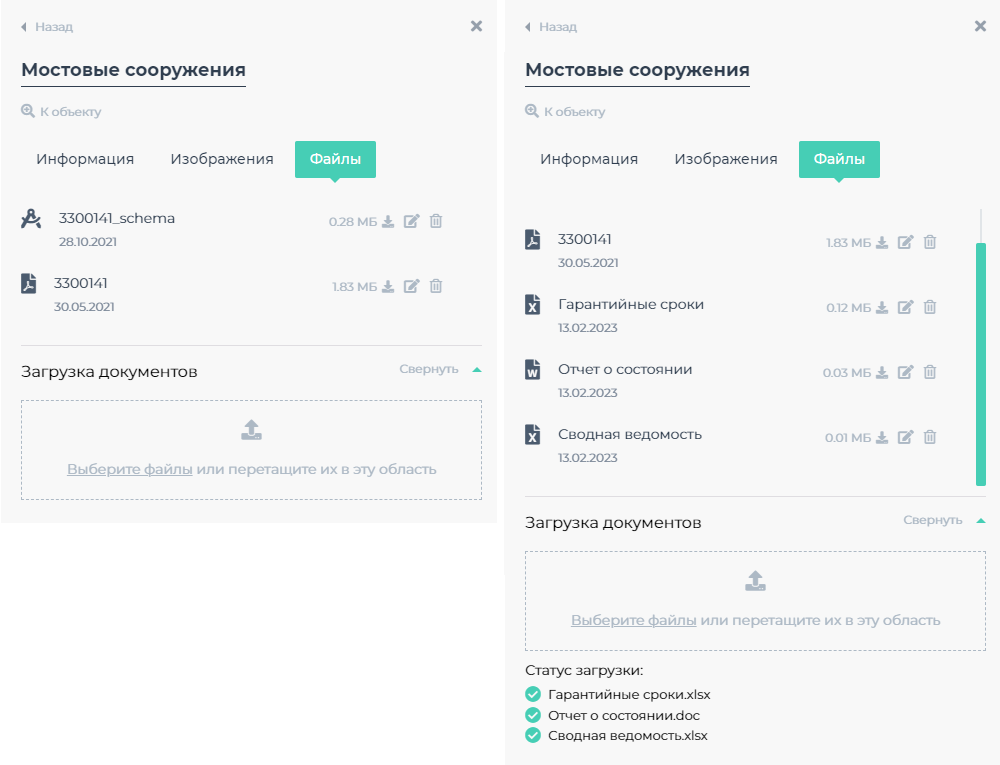 Назад
Мостовые сооружения
К объекту
Информация Изображения Файлы
3300141_schema 0.28 МБ
28.10.2021
3300141 1.83 МБ
30.05.2021
Загрузка документов Свернуть
Выберите файлы или перетащите их в эту область
Назад
Мостовые сооружения
К объекту
Информация Изображения Файлы
3300141 1.83 МБ
30.05.2021
Гарантийные сроки 0.12 МБ
13.02.2023
Отчет о состоянии 0.03 МБ
13.02.2023
Сводная ведомость 0.01 МБ
13.02.2023
Загрузка документов Свернуть
Выберите файлы или перетащите их в эту область
Статус загрузки:
Гарантийные сроки.xlsx
Отчет о состоянии.doc
Сводная ведомость.xlsx